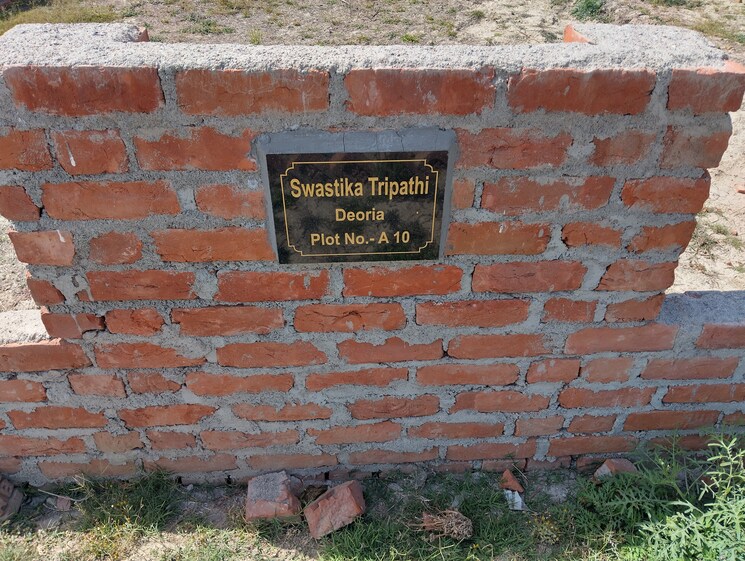 Swastika Tripathi
Deoria
Plot No.- A 10